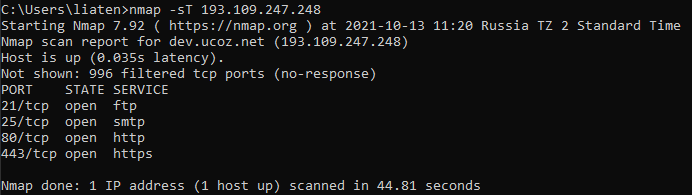 C:\Users\liaten>nmap -sT 193.109.247.248
Starting Nmap 7.92 ( https://nmap.org ) at 2021-10-13 11:20 Russia TZ 2 Standard Time
Nmap scan report for dev.ucoz.net (193.109.247.248)
Host is up (0.035s latency).
Not shown: 996 filtered tcp ports (no-response)
PORT    STATE SERVICE
21/tcp  open  ftp
25/tcp  open  smtp
80/tcp  open  http
443/tcp open  https
Nmap done: 1 IP address (1 host up) scanned in 44.81 seconds